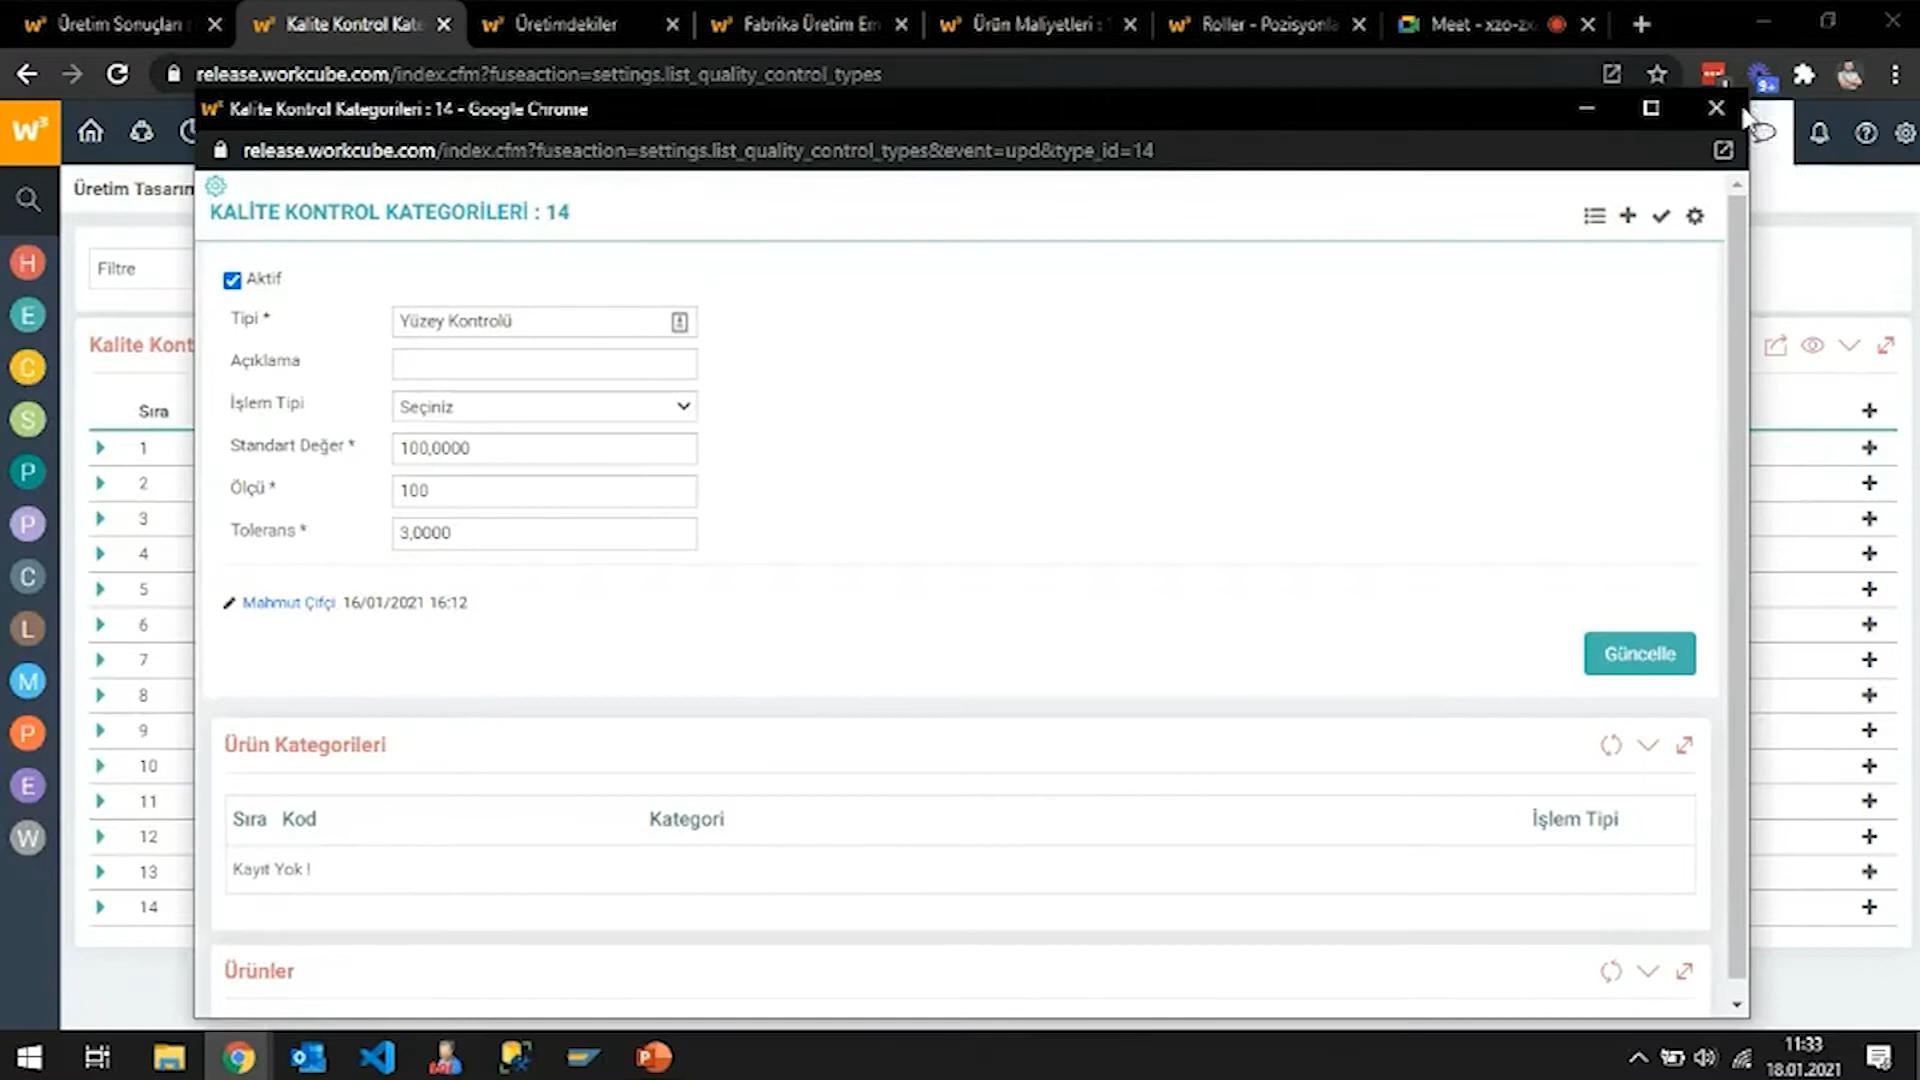 Üretim Sonuçları
Kalite Kontrol Kate
Üretimdekiler
Fabrika Üretim Em
Ürün Maliyetleri :
Roller - Pozisyonla
Meet - xzo-zx
release.workcube.com/index.cfm?fuseaction=settings.list_quality_control_types
9+
W³ Kalite Kontrol Kategorileri : 14 - Google Chrome
release.workcube.com/index.cfm?fuseaction=settings.list_quality_control_types&event=upd&type_id=14
w³
Üretim Tasarım
KALİTE KONTROL KATEGORİLERİ : 14
Filtre
Aktif
Tipi *
Yüzey Kontrolü
Açıklama
İşlem Tipi
Seçiniz
Standart Değer *
100,0000
Ölçü *
100
Tolerans *
3,0000
Mahmut Çifçi 16/01/2021 16:12
Güncelle
Ürün Kategorileri
Sıra Kod Kategori İşlem Tipi
Kayıt Yok !
Ürünler
Kalite Kont
Sıra
1
2
3
4
5
6
7
8
9
10
11
12
13
14
H
E
C
S
P
P
C
L
M
P
E
W
11:33
18.01.2021